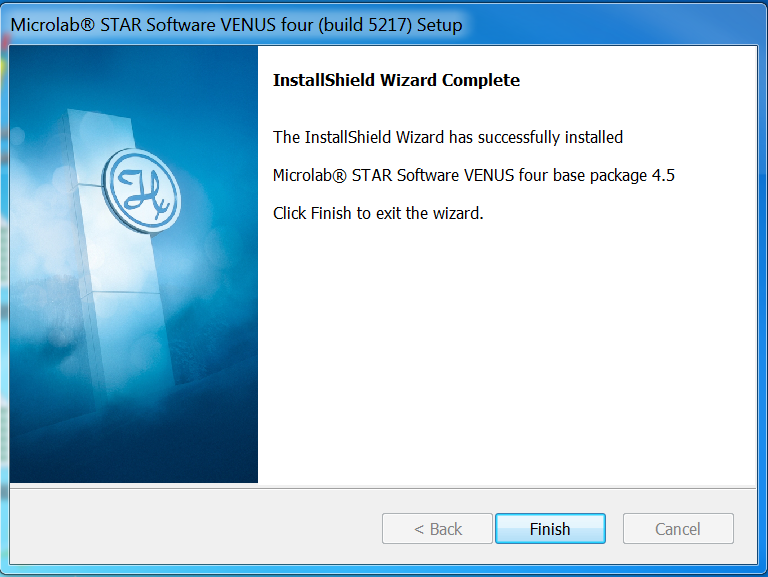 Microlab® STAR Software VENUS four (build 5217) Setup
InstallShield Wizard Complete
The InstallShield Wizard has successfully installed
Microlab® STAR Software VENUS four base package 4.5
Click Finish to exit the wizard.
< Back
Finish
Cancel